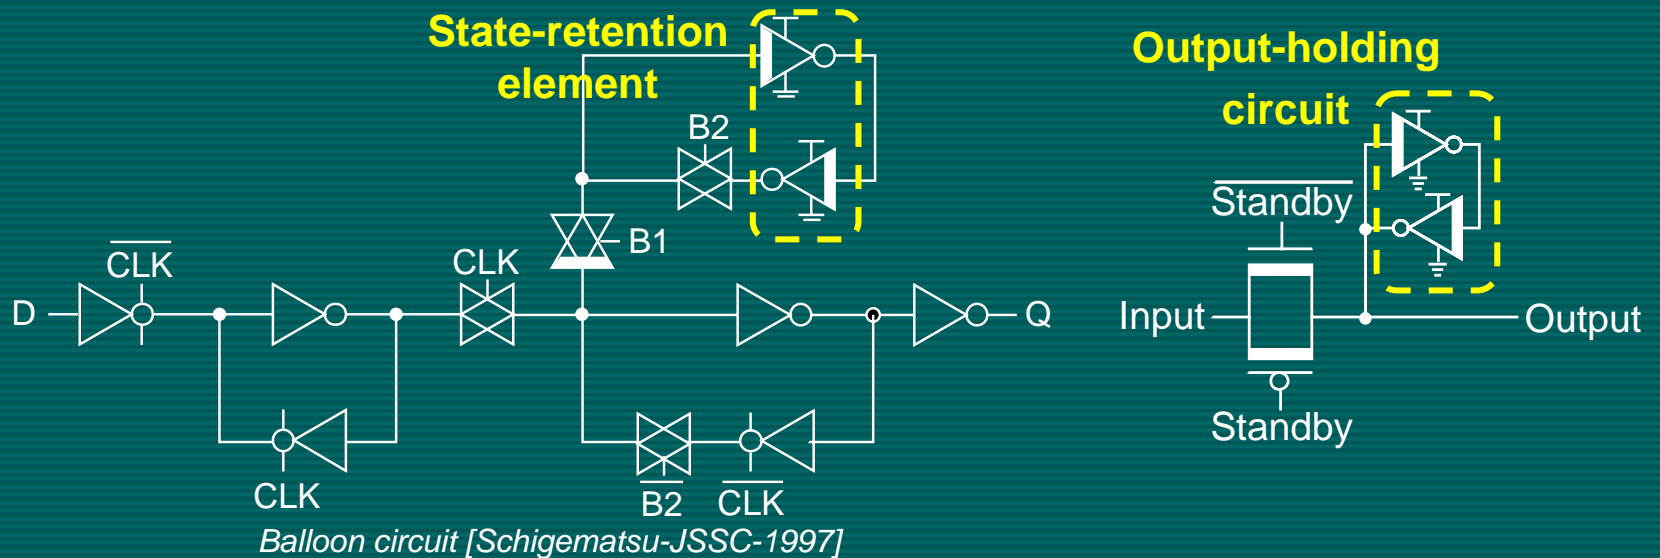 State-retention
element
B2
B1
CLK
CLK
D
Q
CLK
B2
CLK
Balloon circuit [Schigematsu-JSSC-1997]
Output-holding
circuit
Standby
Input
Output
Standby